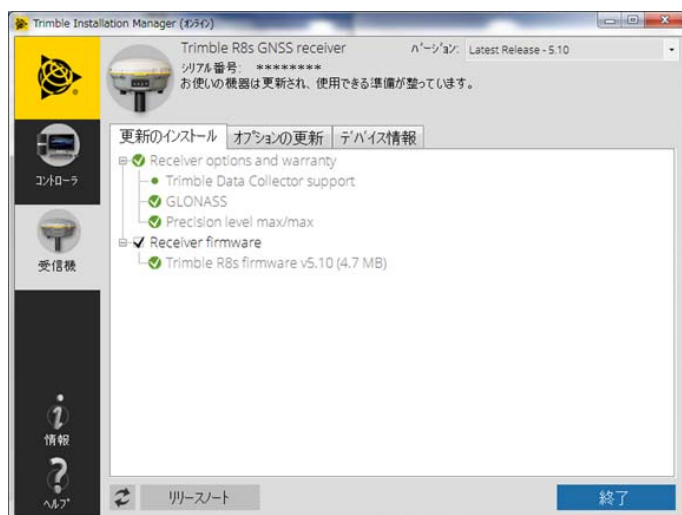 Trimble Installation Manager (ｵﾝﾗｲﾝ)
Trimble R8s GNSS receiver
ﾊﾞｰｼﾞｮﾝ: Latest Release - 5.10
ｼﾘｱﾙ番号: ********
お使いの機器は更新され、使用できる準備が整っています。
更新のｲﾝｽﾄｰﾙ ｵﾌﾟｼｮﾝの更新 ﾃﾞﾊﾞｲｽ情報
Receiver options and warranty
Trimble Data Collector support
GLONASS
Precision level max/max
Receiver firmware
Trimble R8s firmware v5.10 (4.7 MB)
ｺﾝﾄﾛｰﾗ
受信機
情報
ﾍﾙﾌﾟ
ﾘﾘｰｽﾉｰﾄ
終了